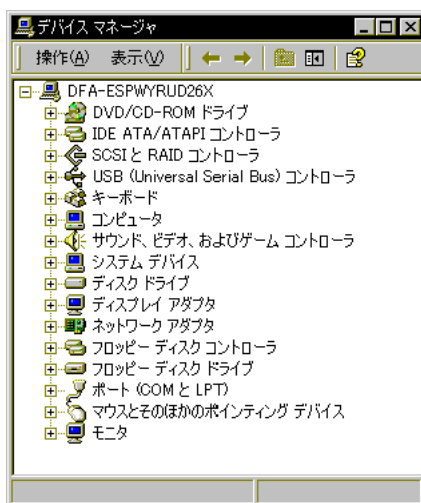 デバイス マネージャ
操作(A) 表示(V)
DFA-ESPWYRUD26X
DVD/CD-ROM ドライブ
IDE ATA/ATAPI コントローラ
SCSI と RAID コントローラ
USB (Universal Serial Bus) コントローラ
キーボード
コンピュータ
サウンド、ビデオ、およびゲーム コントローラ
システム デバイス
ディスク ドライブ
ディスプレイ アダプタ
ネットワーク アダプタ
フロッピー ディスク コントローラ
フロッピー ディスク ドライブ
ポート (COM と LPT)
マウスとそのほかのポインティング デバイス
モニタ